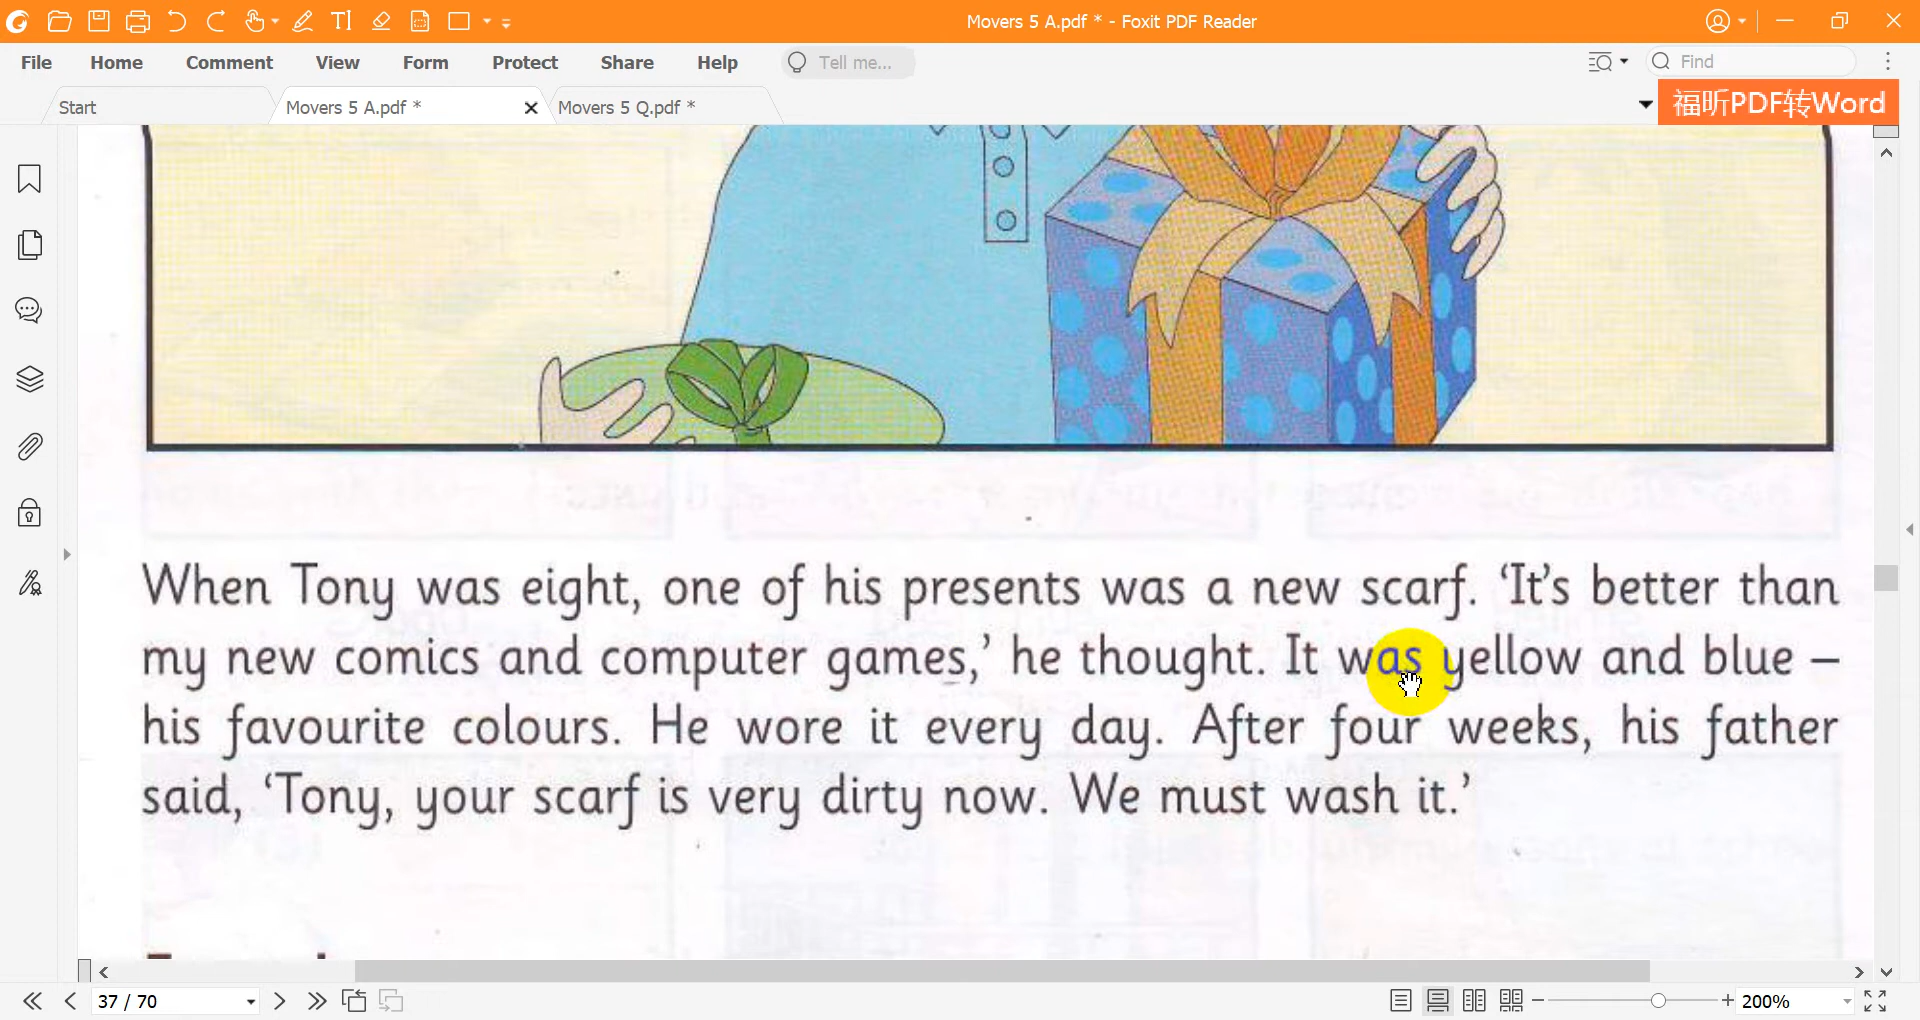 Movers 5 A.pdf * - Foxit PDF Reader
File Home Comment View Form Protect Share Help Tell me... Find
Start Movers 5 A.pdf * Movers 5 Q.pdf * 福昕PDF转Word
When Tony was eight, one of his presents was a new scarf. ‘It’s better than
my new comics and computer games,’ he thought. It was yellow and blue –
his favourite colours. He wore it every day. After four weeks, his father
said, ‘Tony, your scarf is very dirty now. We must wash it.’
37 / 70 200%